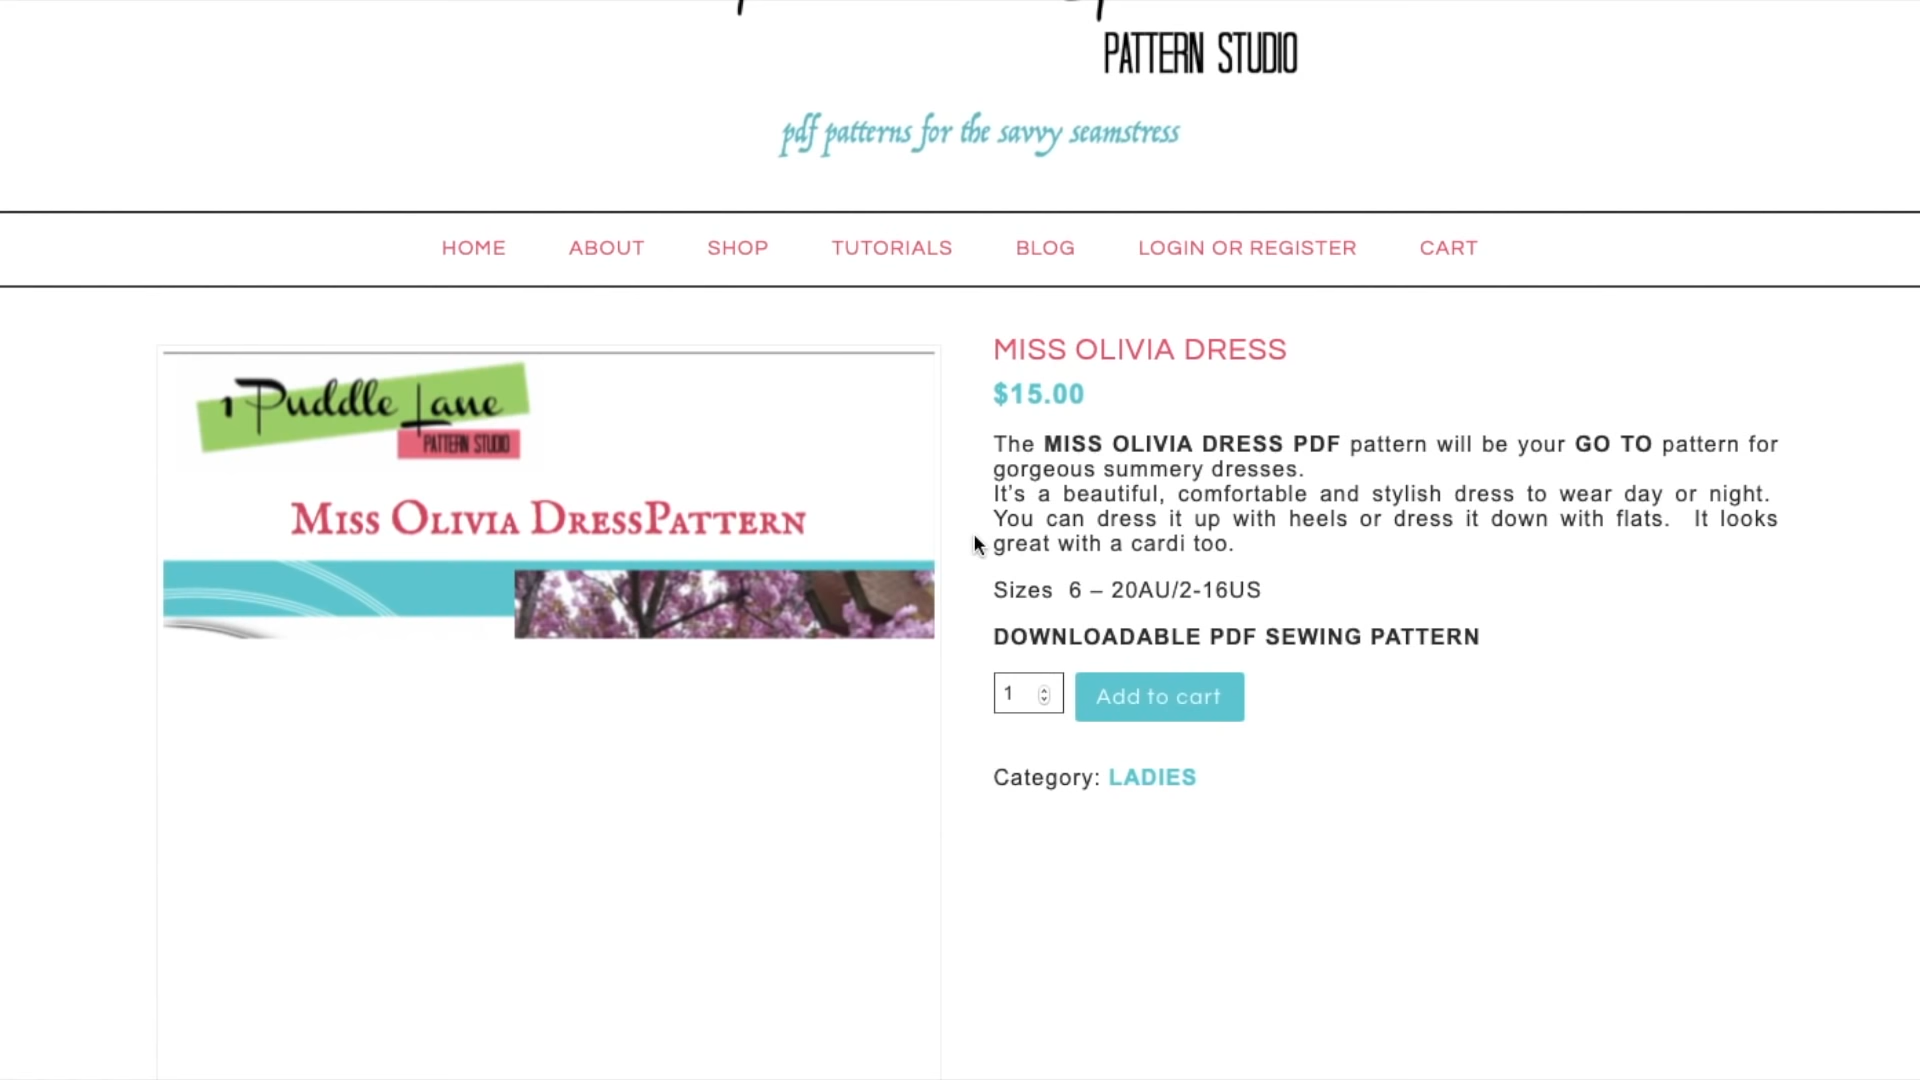 PATTERN STUDIO
pdf patterns for the savvy seamstress
HOME ABOUT SHOP TUTORIALS BLOG LOGIN OR REGISTER CART
1 Puddle Lane
PATTERN STUDIO
MISS OLIVIA DRESSPATTERN
MISS OLIVIA DRESS
$15.00
The MISS OLIVIA DRESS PDF pattern will be your GO TO pattern for
gorgeous summery dresses.
It's a beautiful, comfortable and stylish dress to wear day or night.
You can dress it up with heels or dress it down with flats. It looks
great with a cardi too.
Sizes 6 – 20AU/2-16US
DOWNLOADABLE PDF SEWING PATTERN
1 Add to cart
Category: LADIES